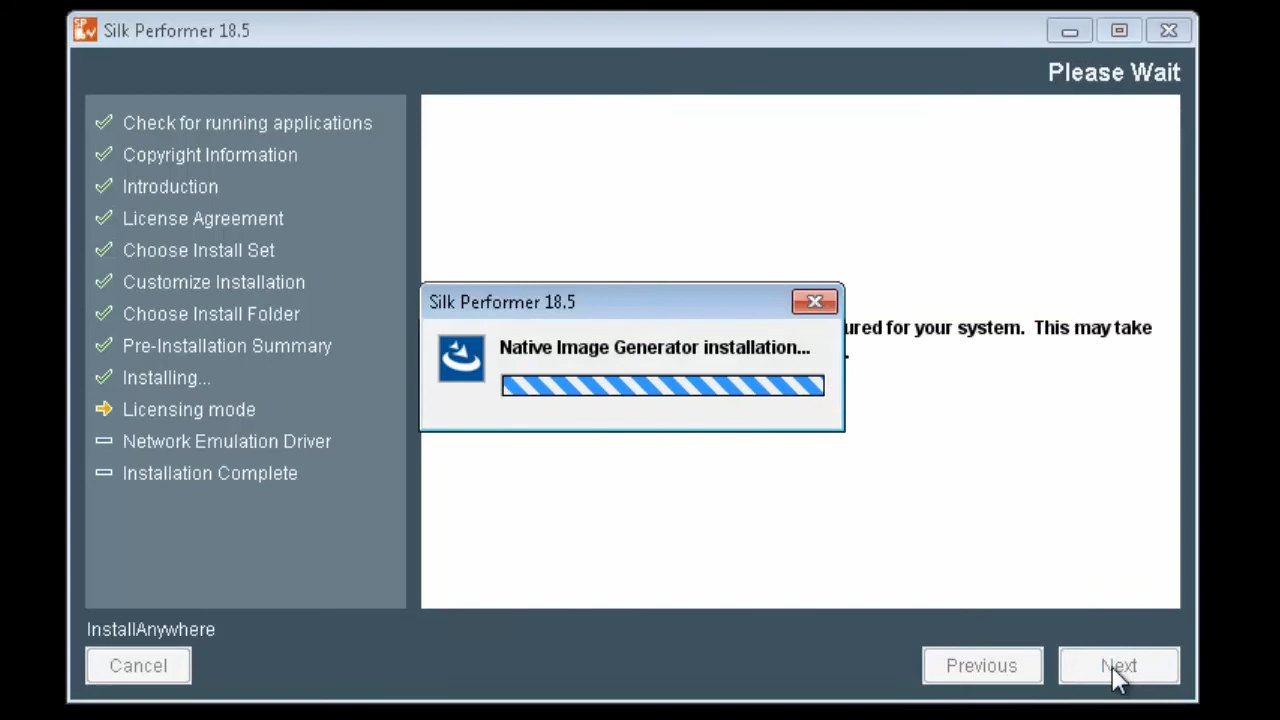 Silk Performer 18.5
Please Wait
Check for running applications
Copyright Information
Introduction
License Agreement
Choose Install Set
Customize Installation
Choose Install Folder
Pre-Installation Summary
Installing...
Licensing mode
Network Emulation Driver
Installation Complete
Silk Performer 18.5
Native Image Generator installation...
for your system. This may take
InstallAnywhere
Cancel
Previous
Next